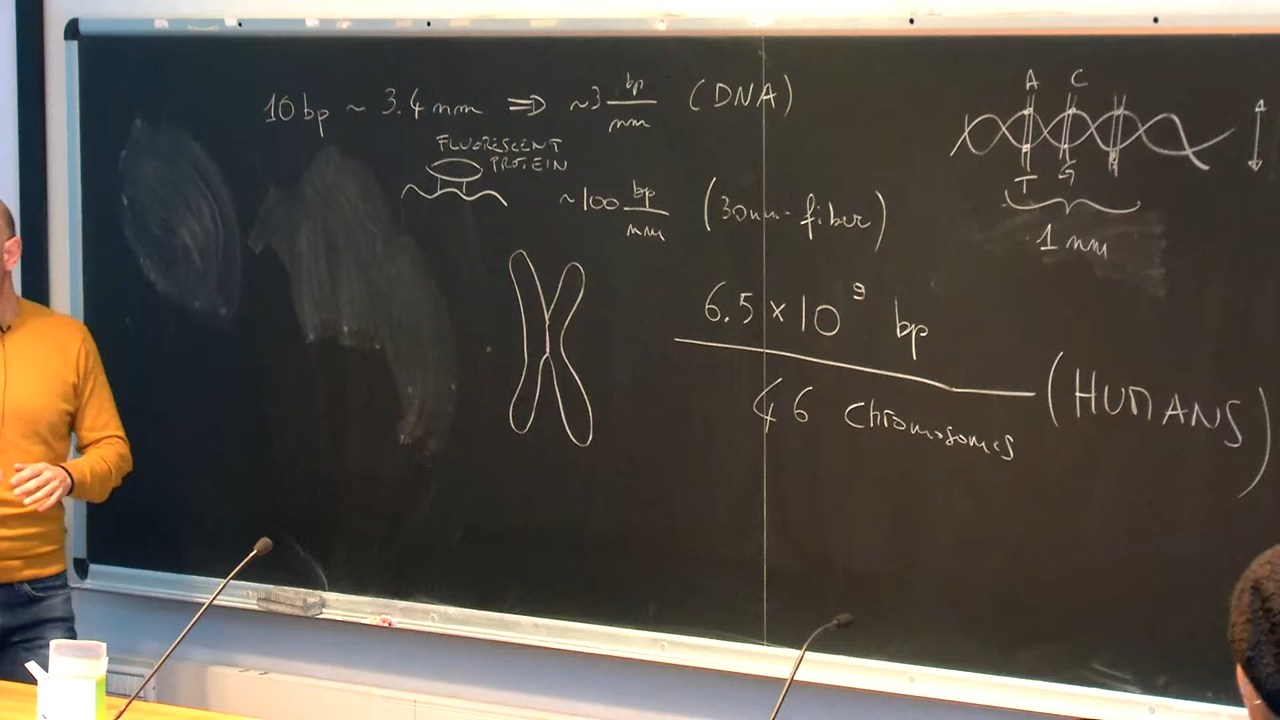 10 bp ~ 3.4 nm ⇒ ~3 bp/nm (DNA)
FLUORESCENT
PROTEIN
~100 bp/nm (30nm-fiber)
6.5 × 10⁹ bp
46 Chromosomes
(HUMANS)
A C
T G
1 nm